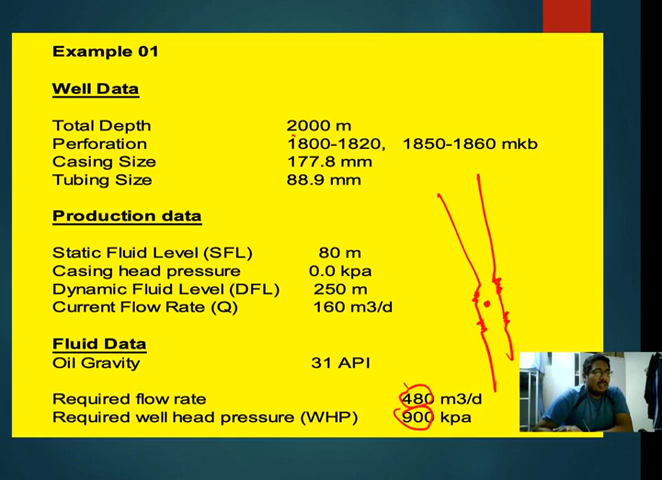 Example 01
Well Data
Total Depth 2000 m
Perforation 1800-1820, 1850-1860 mkb
Casing Size 177.8 mm
Tubing Size 88.9 mm
Production data
Static Fluid Level (SFL) 80 m
Casing head pressure 0.0 kpa
Dynamic Fluid Level (DFL) 250 m
Current Flow Rate (Q) 160 m3/d
Fluid Data
Oil Gravity 31 API
Required flow rate 480 m3/d
Required well head pressure (WHP) 900 kpa